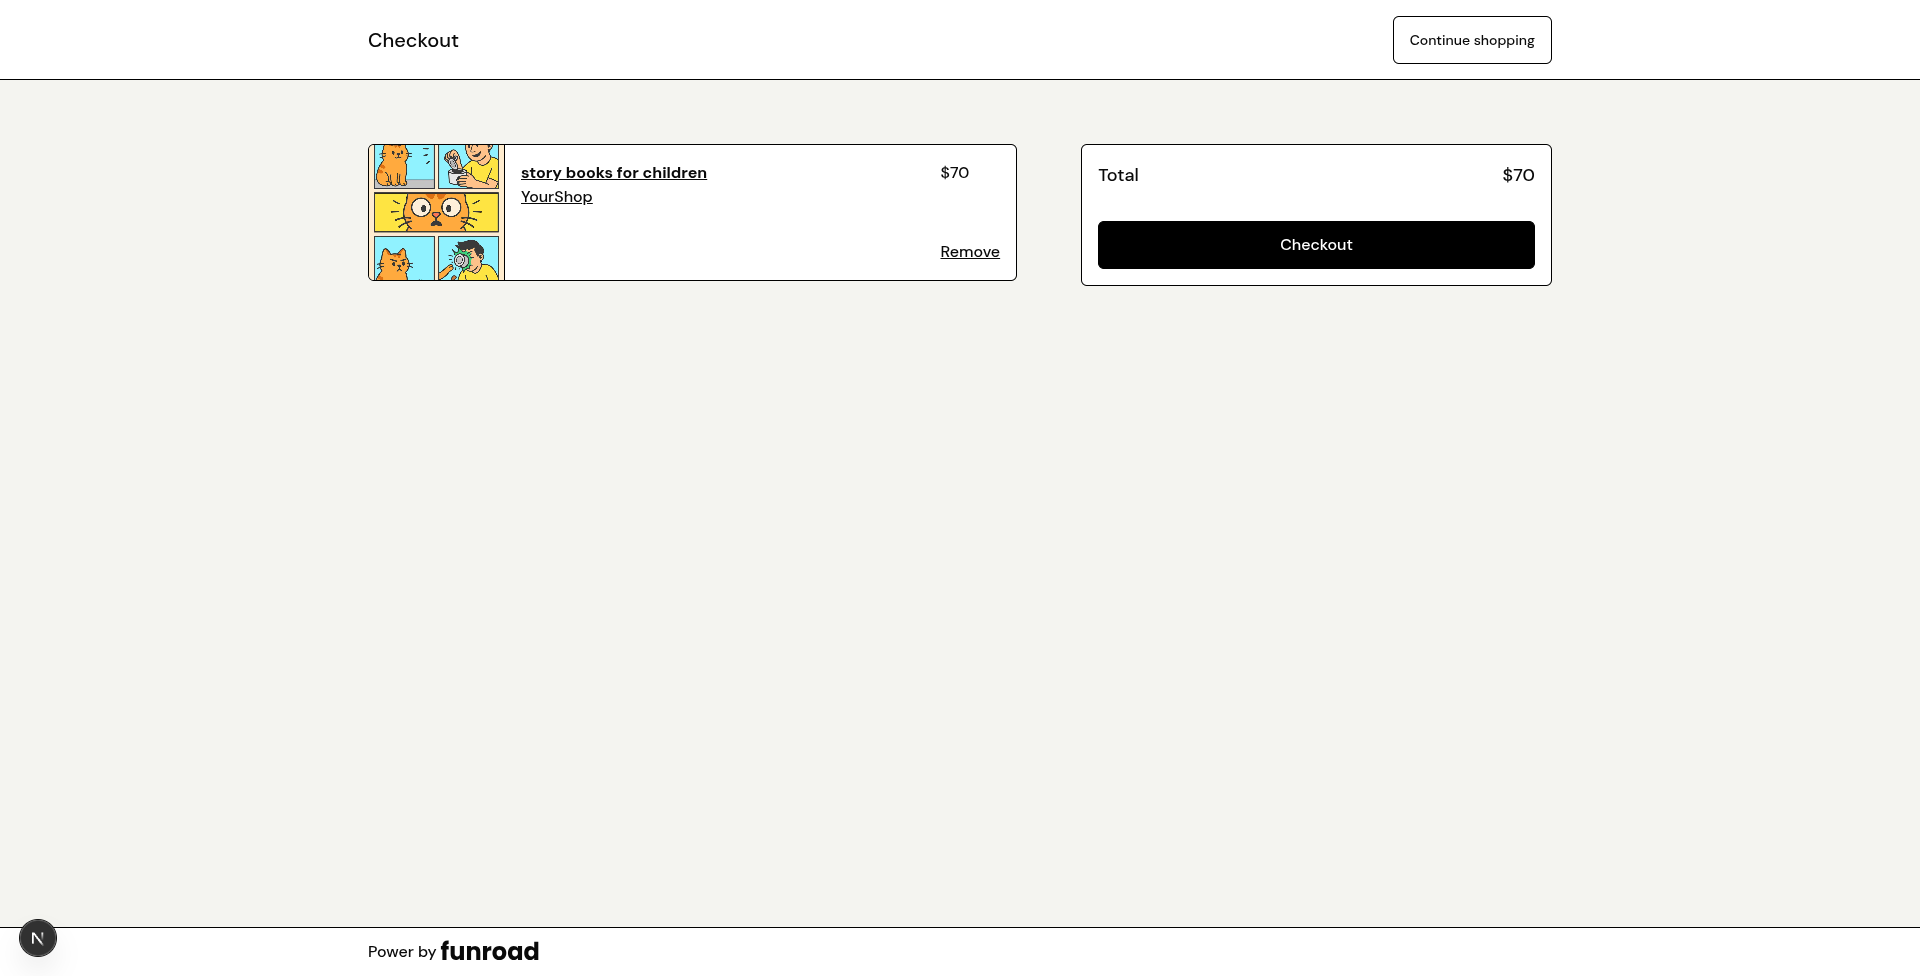 Checkout
Continue shopping
story books for children
$70
YourShop
Remove
Total
$70
Checkout
N
Power by funroad